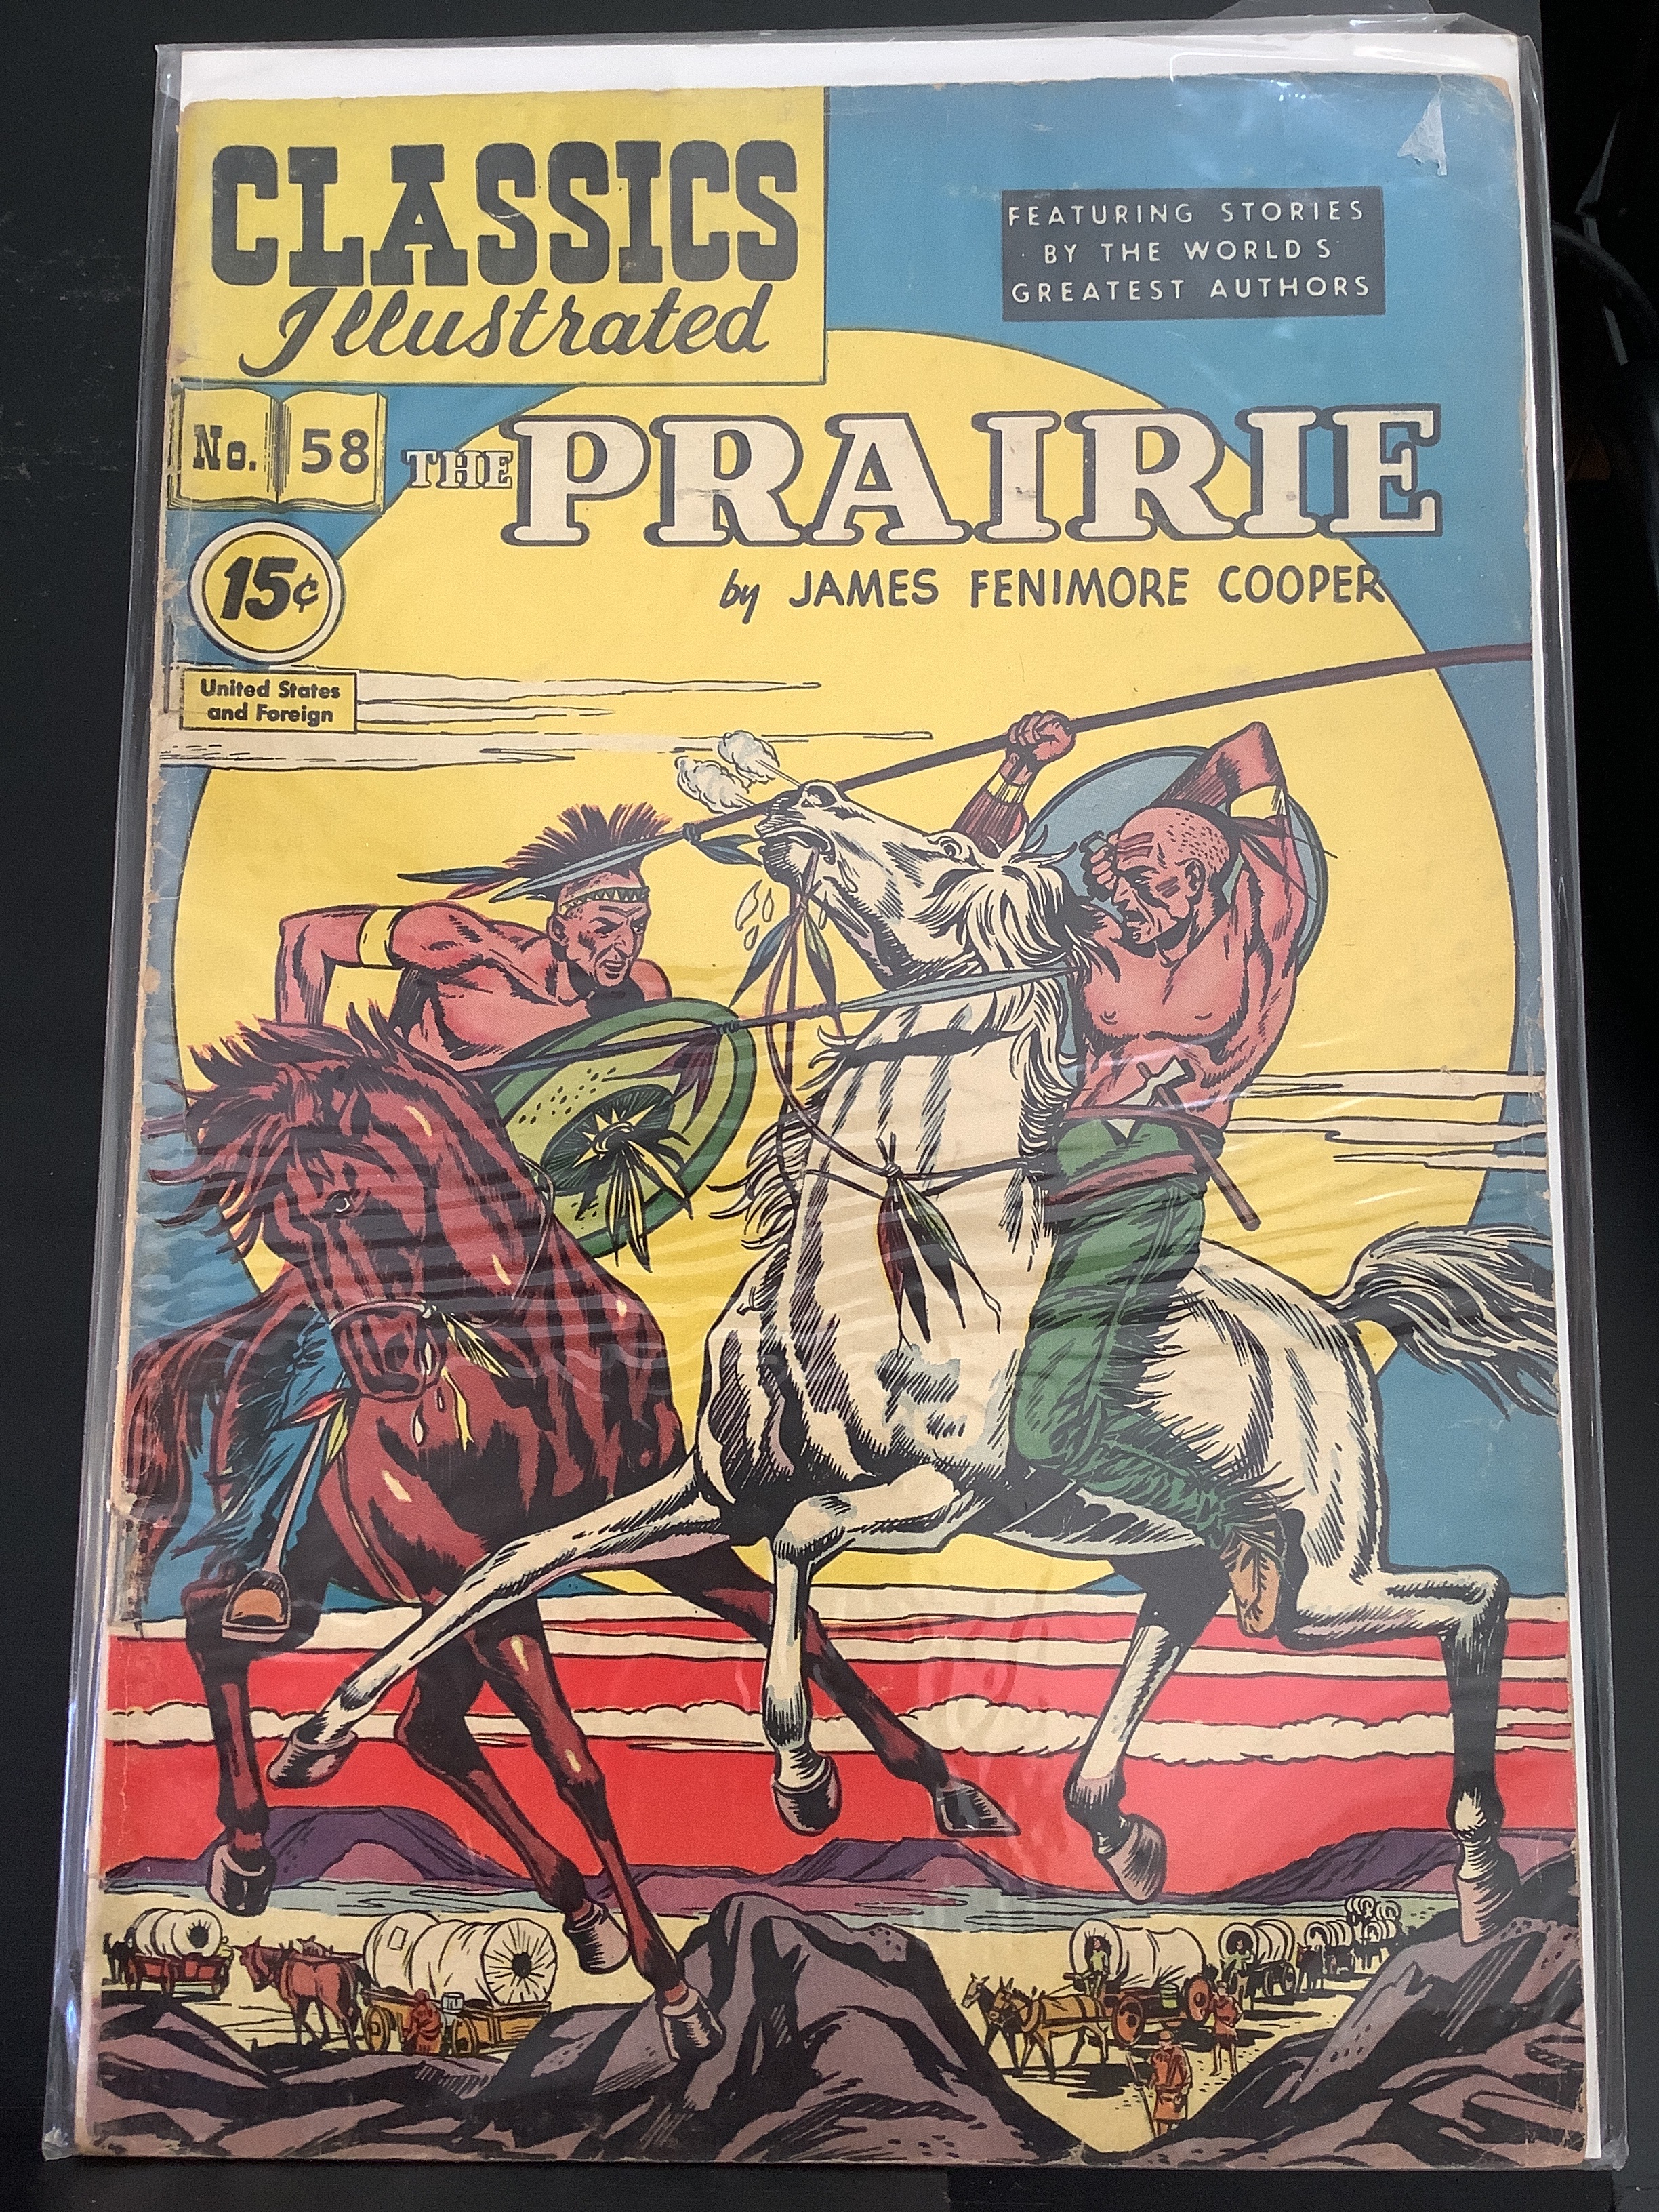 CLASSICS
Illustrated
FEATURING STORIES
BY THE WORLD S
GREATEST AUTHORS
No. 58
THE PRAIRIE
by JAMES FENIMORE COOPER
15¢
United States
and Foreign